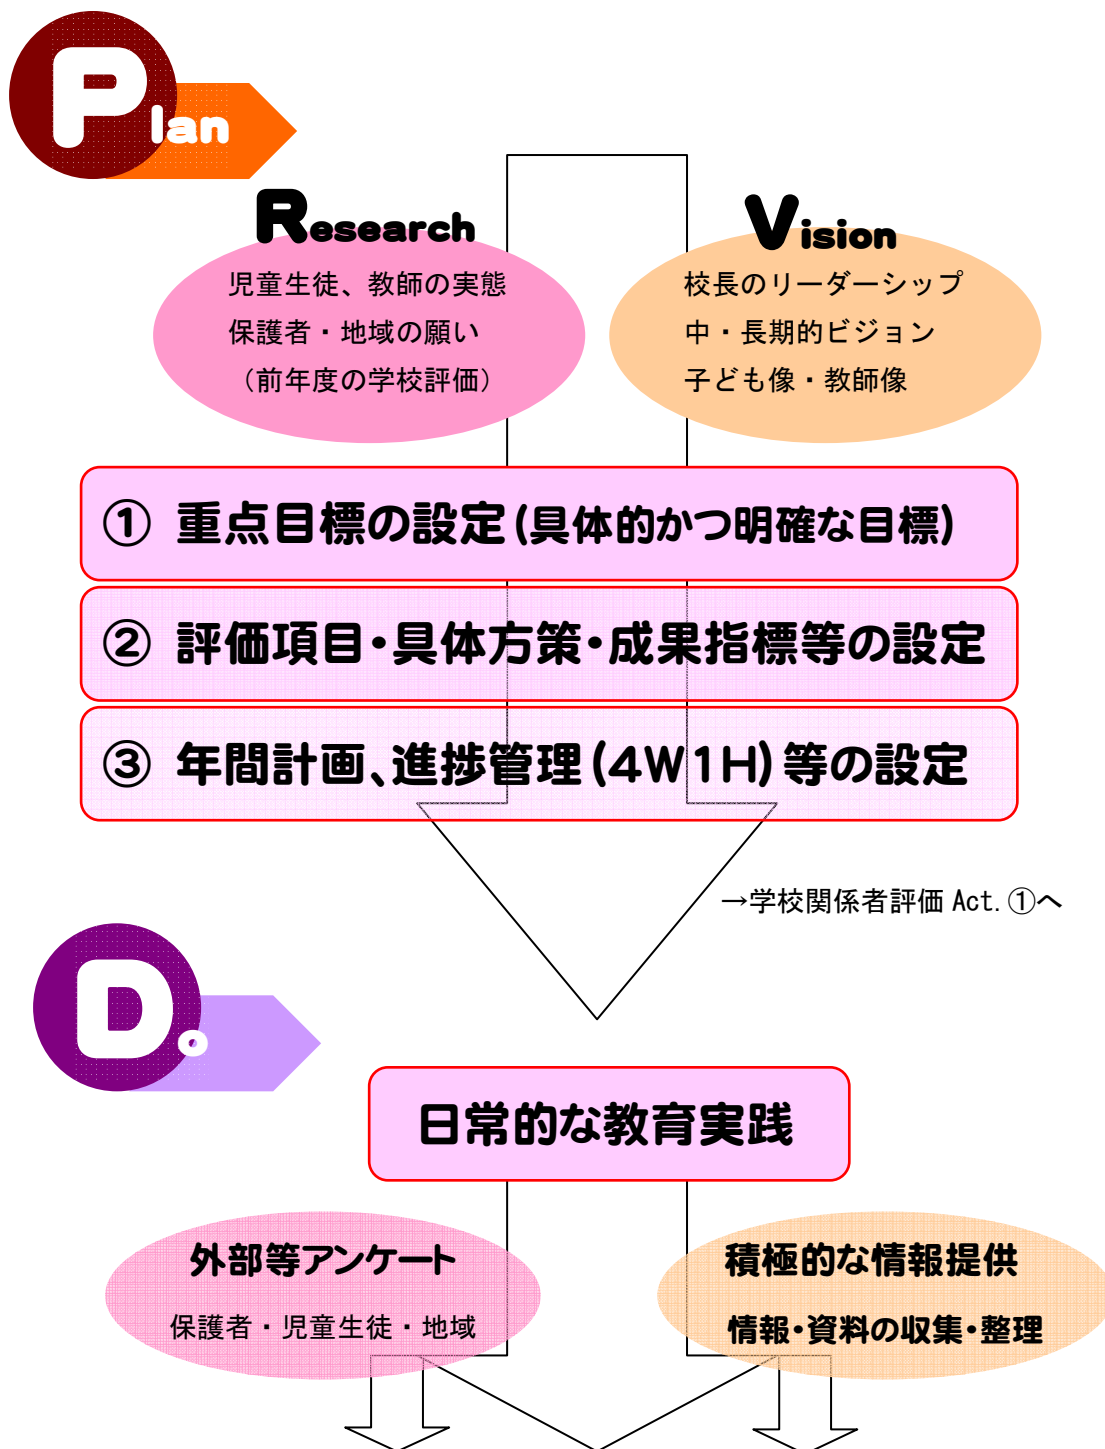 Plan
Research
児童生徒、教師の実態
保護者・地域の願い
（前年度の学校評価）
Vision
校長のリーダーシップ
中・長期的ビジョン
子ども像・教師像
① 重点目標の設定(具体的かつ明確な目標)
② 評価項目・具体方策・成果指標等の設定
③ 年間計画、進捗管理(4W1H)等の設定
→学校関係者評価 Act.①へ
Do
日常的な教育実践
外部等アンケート
保護者・児童生徒・地域
積極的な情報提供
情報・資料の収集・整理